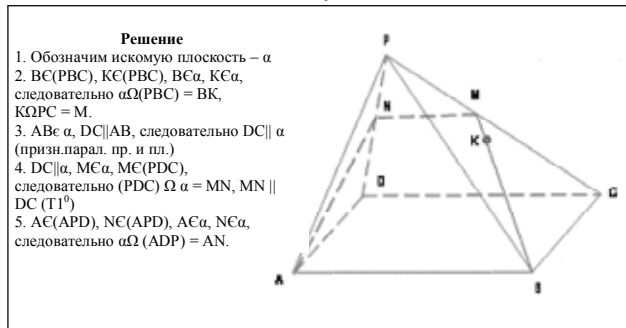 Решение
1. Обозначим искомую плоскость – α
2. BЄ(PBC), KЄ(PBC), BЄα, KЄα,
следовательно αΩ(PBC) = BK,
KΩPC = M.
3. ABє α, DC||AB, следовательно DC|| α
(призн.парал. пр. и пл.)
4. DC||α, MЄα, MЄ(PDC),
следовательно (PDC) Ω α = MN, MN ||
DC (T1⁰)
5. AЄ(APD), NЄ(APD), AЄα, NЄα,
следовательно αΩ (ADP) = AN.
P
N
M
K
D
C
A
B